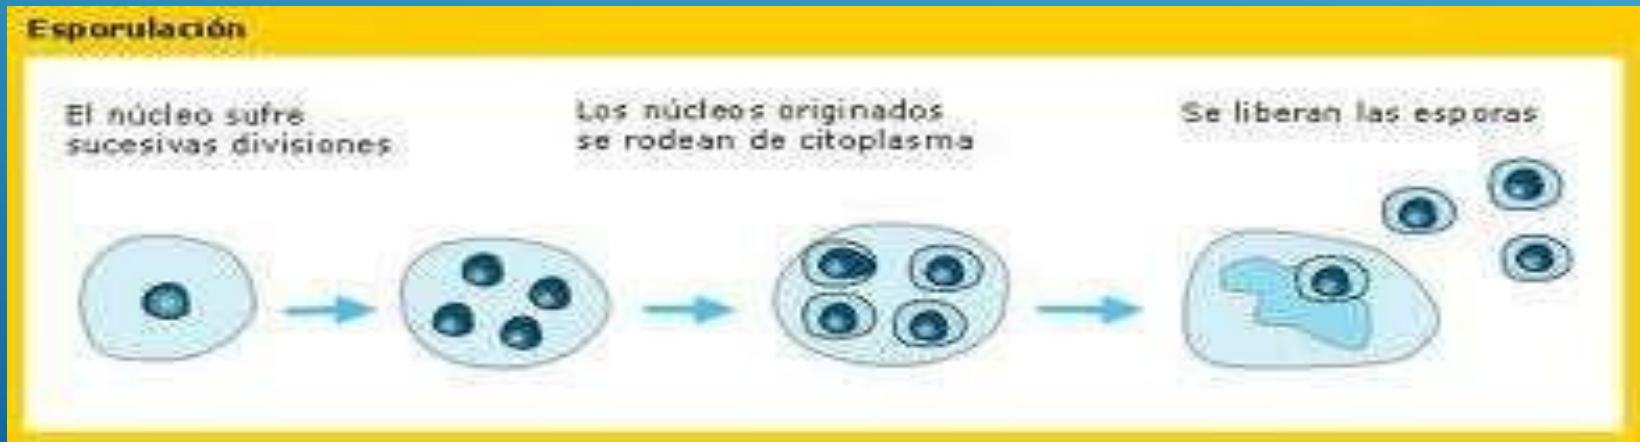 Esporulación
El núcleo sufre
sucesivas divisiones
Los núcleos originados
se rodean de citoplasma
Se liberan las esporas